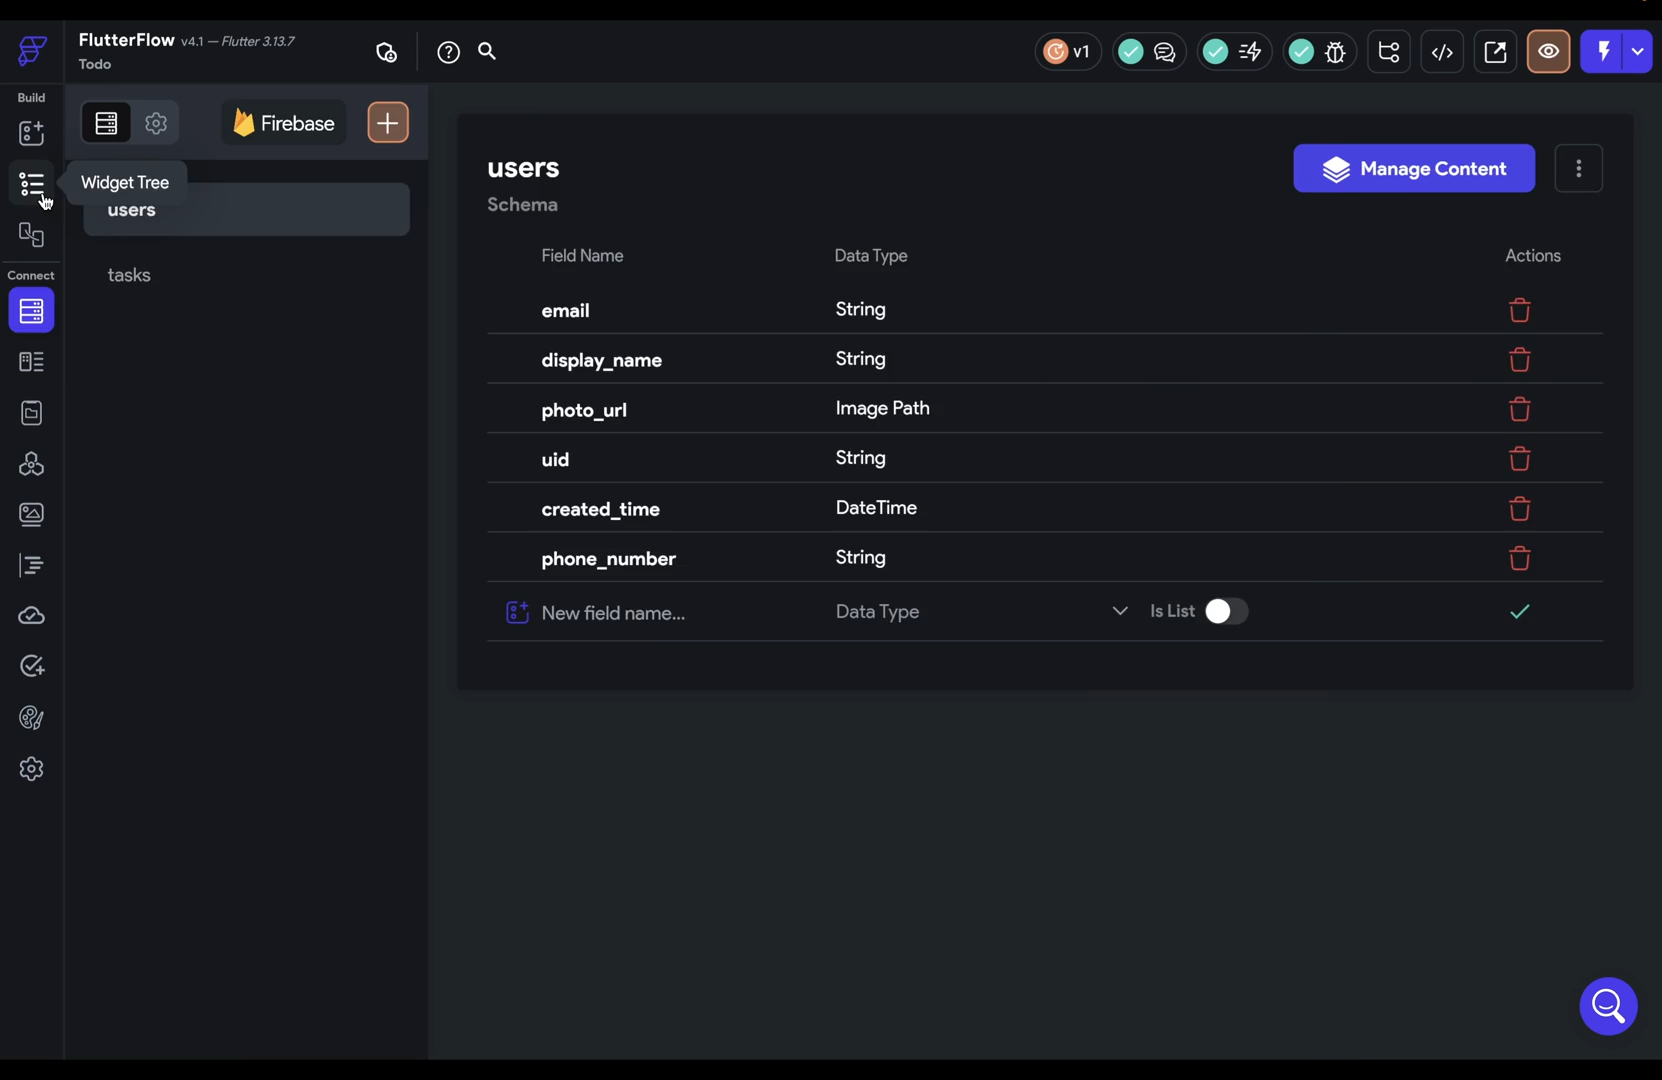 FlutterFlow v4.1 — Flutter 3.13.7
Todo
v1
Build
Firebase
Widget Tree
users
tasks
Connect
users
Schema
Manage Content
Field Name Data Type Actions
email String
display_name String
photo_url Image Path
uid String
created_time DateTime
phone_number String
New field name... Data Type Is List